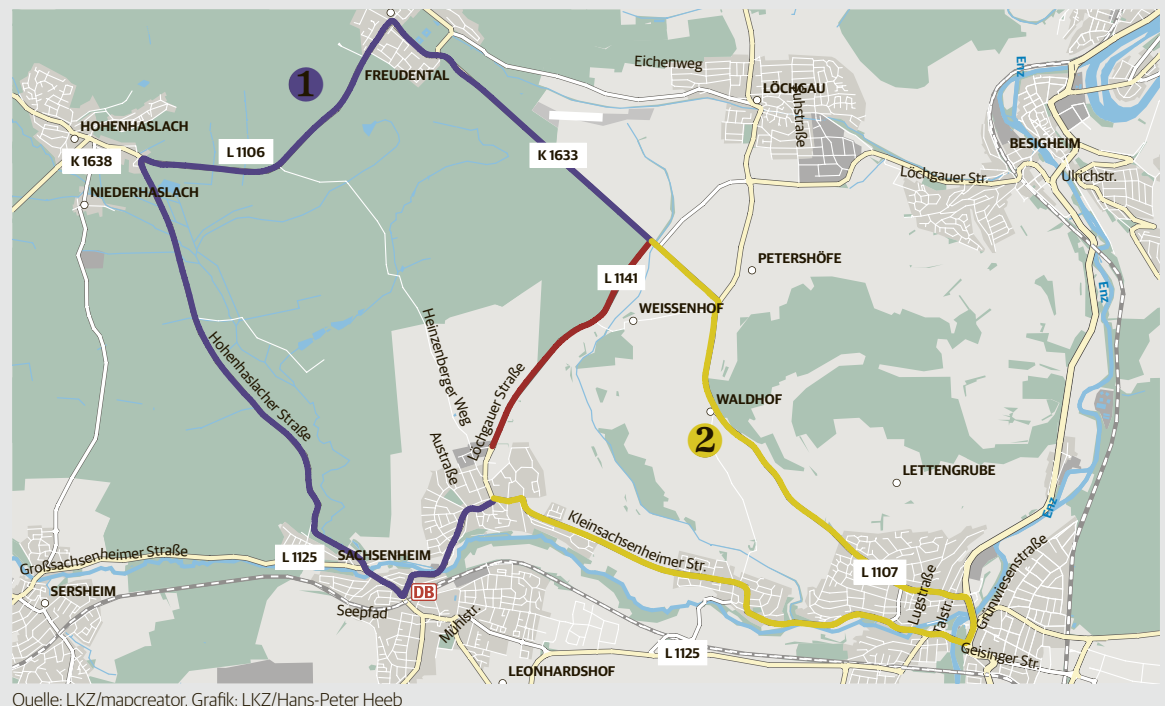 1
FREUDENTAL
Eichenweg
LÖCHGAU
Enz
HOHENHASLACH
K 1638
L 1106
K 1633
BESIGHEIM
Löchgauer Str.
Ulrichstr.
NIEDERHASLACH
PETERSHÖFE
L 1141
WEISSENHOF
Enz
Heinzenberger Weg
Hohenhaslacher Straße
Löchgauer Straße
WALDHOF
2
Austraße
LETTENGRUBE
Enz
Kleinsachsenheimer Str.
Großsachsenheimer Straße
L 1125
SACHSENHEIM
L 1107
SERSHEIM
DB
Seepfad
Mühlstr.
Lugstraße
Talstr.
Grünwiesenstraße
L 1125
Geisinger Str.
LEONHARDSHOF
Quelle: LKZ/mapcreator. Grafik: LKZ/Hans-Peter Heeb